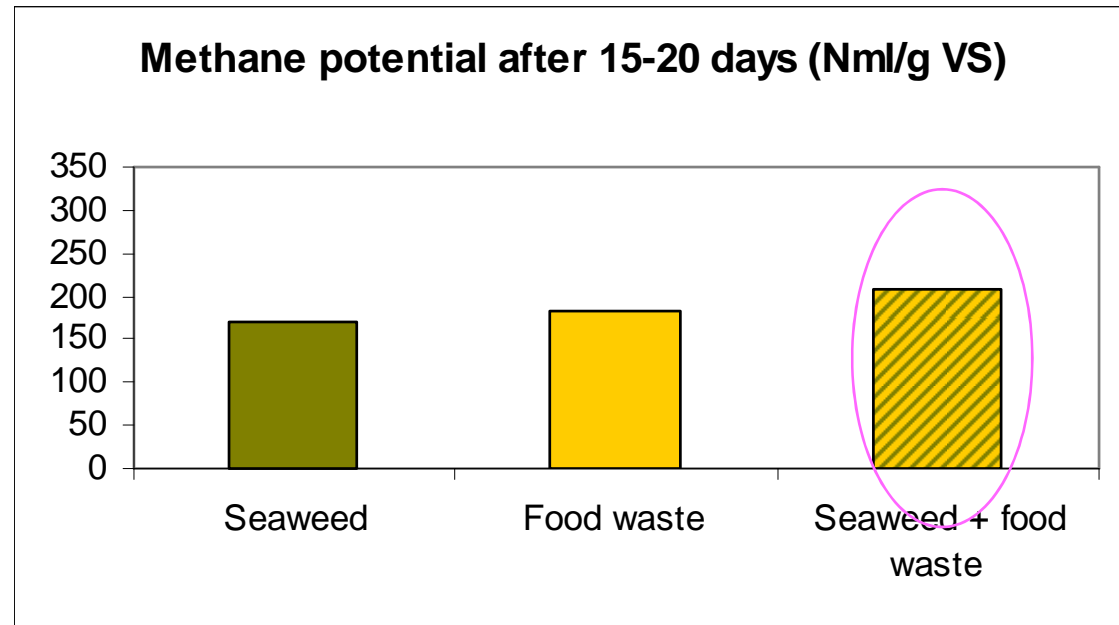 Methane potential after 15-20 days (Nml/g VS)
350
300
250
200
150
100
50
0
Seaweed
Food waste
Seaweed + food
waste